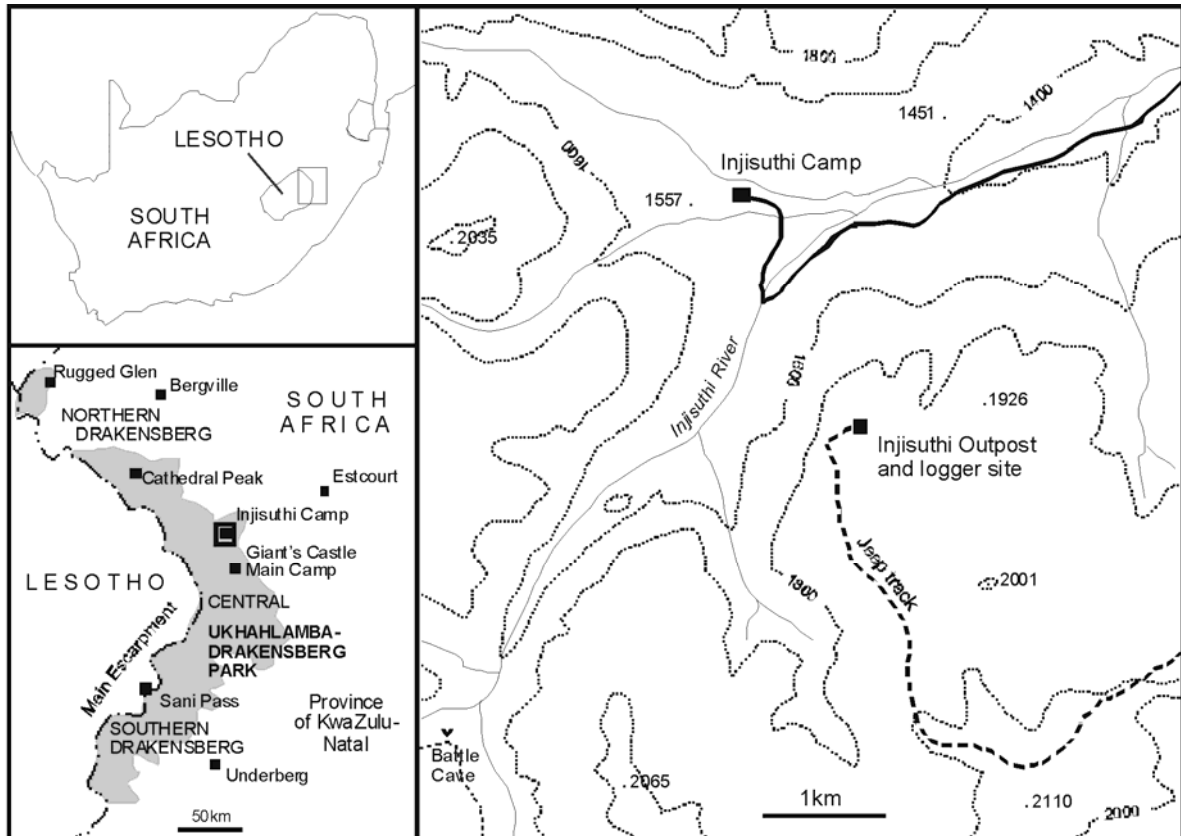 LESOTHO
SOUTH
AFRICA
Rugged Glen
Bergville
SOUTH
AFRICA
NORTHERN
DRAKENSBERG
Cathedral Peak
Estcourt
Injisuthi Camp
Giant's Castle
Main Camp
LESOTHO
CENTRAL
UKHAHLAMBA-
DRAKENSBERG
PARK
Main Escarpment
Sani Pass
Province
of KwaZulu-
Natal
SOUTHERN
DRAKENSBERG
Underberg
50km
1800
1451
1400
1600
Injisuthi Camp
1557
2035
Injisuthi River
1800
1926
Injisuthi Outpost
and logger site
Jeep track
1800
2001
Battle
Cave
2065
1km
2110
2000